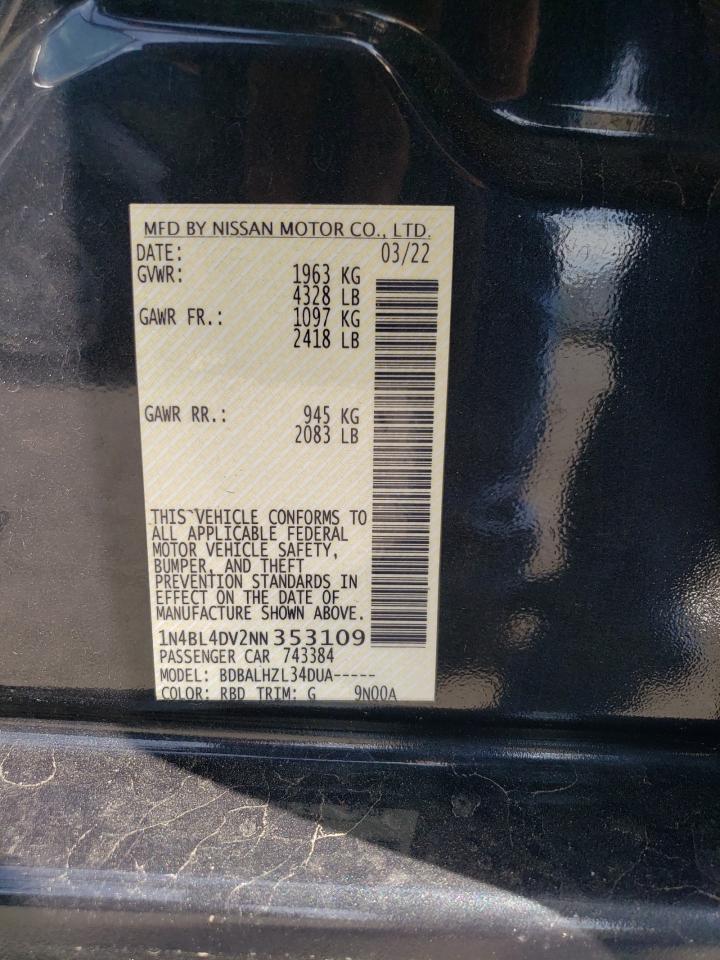 MFD BY NISSAN MOTOR CO., LTD.
DATE: 03/22
GVWR: 1963 KG
4328 LB
GAWR FR.: 1097 KG
2418 LB
GAWR RR.: 945 KG
2083 LB
THIS VEHICLE CONFORMS TO
ALL APPLICABLE FEDERAL
MOTOR VEHICLE SAFETY,
BUMPER, AND THEFT
PREVENTION STANDARDS IN
EFFECT ON THE DATE OF
MANUFACTURE SHOWN ABOVE.
1N4BL4DV2NN353109
PASSENGER CAR 743384
MODEL: BDBALHZL34DUA-----
COLOR: RBD TRIM: G 9N00A